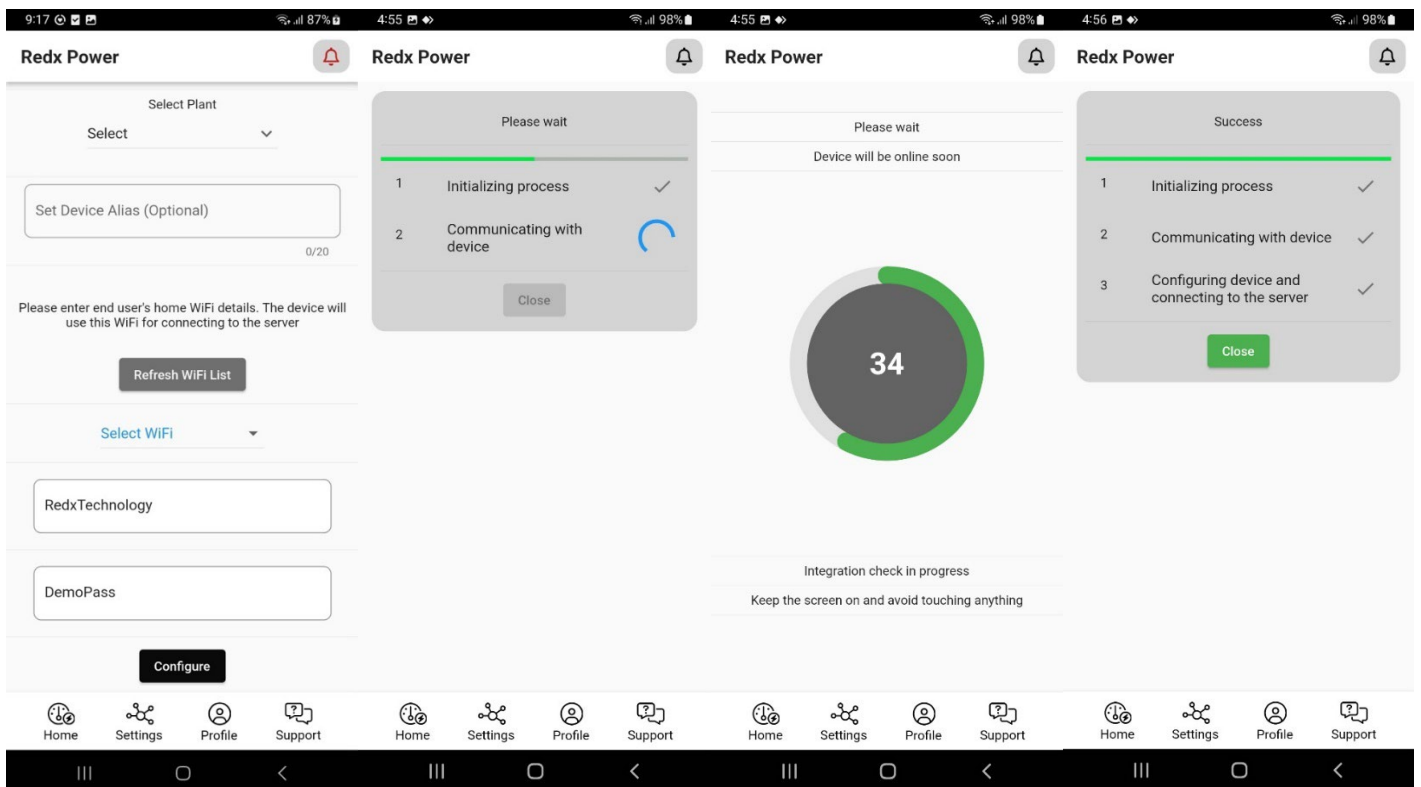 9:17
87%
Redx Power
Select Plant
Select
Set Device Alias (Optional)
0/20
Please enter end user's home WiFi details. The device will
use this WiFi for connecting to the server
Refresh WiFi List
Select WiFi
RedxTechnology
DemoPass
Configure
Home Settings Profile Support
4:55
98%
Redx Power
Please wait
1 Initializing process
2 Communicating with
device
Close
Home Settings Profile Support
4:55
98%
Redx Power
Please wait
Device will be online soon
34
Integration check in progress
Keep the screen on and avoid touching anything
Home Settings Profile Support
4:56
98%
Redx Power
Success
1 Initializing process
2 Communicating with device
3 Configuring device and
connecting to the server
Close
Home Settings Profile Support